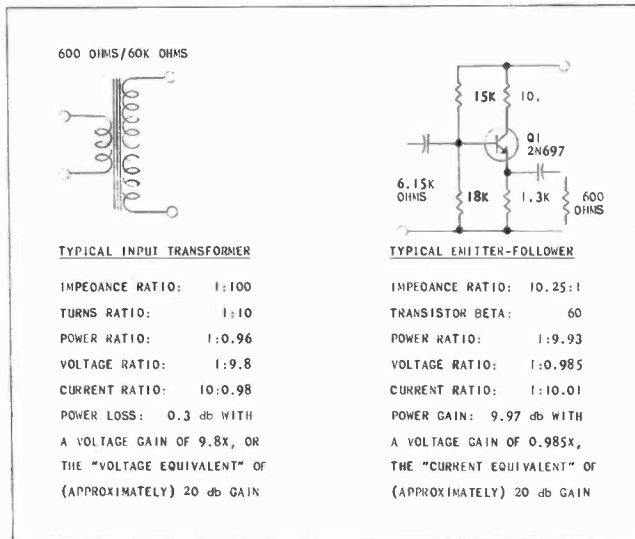 600 OHMS/60K OHMS
15K
10.
Q1
2N697
6.15K
OHMS
18K
1.3K
600
OHMS
TYPICAL INPUT TRANSFORMER
IMPEDANCE RATIO: 1:100
TURNS RATIO: 1:10
POWER RATIO: 1:0.96
VOLTAGE RATIO: 1:9.8
CURRENT RATIO: 10:0.98
POWER LOSS: 0.3 db WITH
A VOLTAGE GAIN OF 9.8X, OR
THE "VOLTAGE EQUIVALENT" OF
(APPROXIMATELY) 20 db GAIN
TYPICAL EMITTER-FOLLOWER
IMPEDANCE RATIO: 10.25:1
TRANSISTOR BETA: 60
POWER RATIO: 1:9.93
VOLTAGE RATIO: 1:0.985
CURRENT RATIO: 1:10.01
POWER GAIN: 9.97 db WITH
A VOLTAGE GAIN OF 0.985X,
THE "CURRENT EQUIVALENT" OF
(APPROXIMATELY) 20 db GAIN